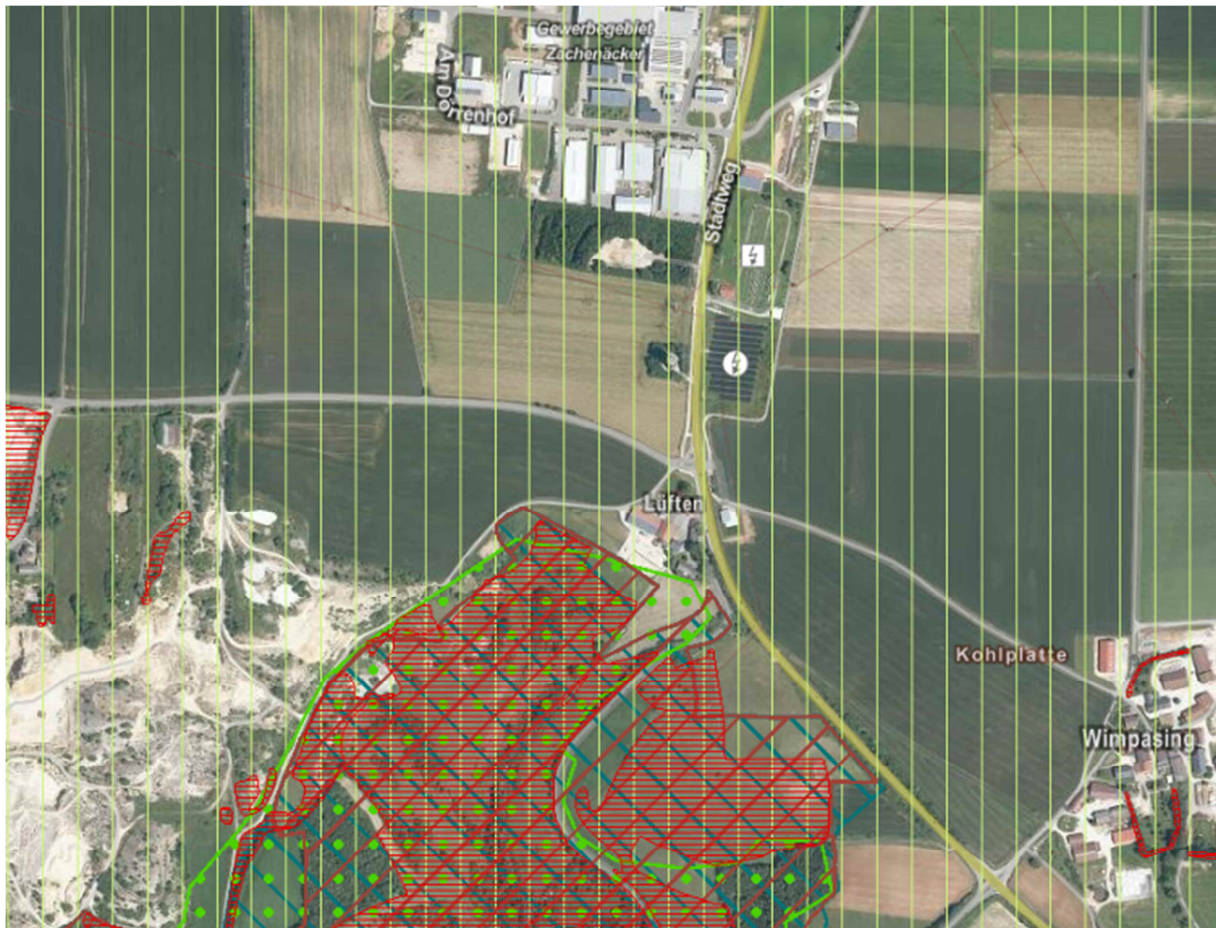 Gewerbegebiet
Zachenäcker
Am Dörrenhof
Stadtweg
Lüften
Kohlplatte
Wimpasing